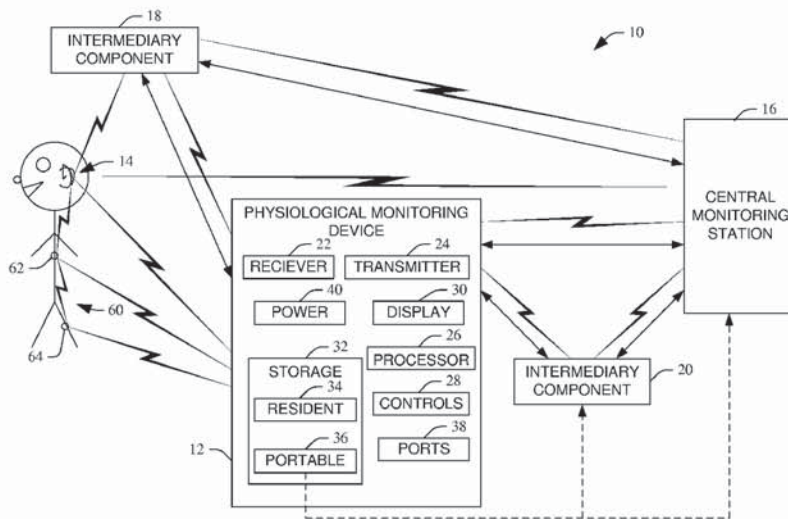 18
INTERMEDIARY
COMPONENT
10
16
14
CENTRAL
MONITORING
STATION
PHYSIOLOGICAL MONITORING
DEVICE
22
24
RECIEVER
TRANSMITTER
62
40
30
POWER
DISPLAY
60
26
32
PROCESSOR
STORAGE
64
34
28
INTERMEDIARY
COMPONENT
20
RESIDENT
CONTROLS
36
38
12
PORTABLE
PORTS